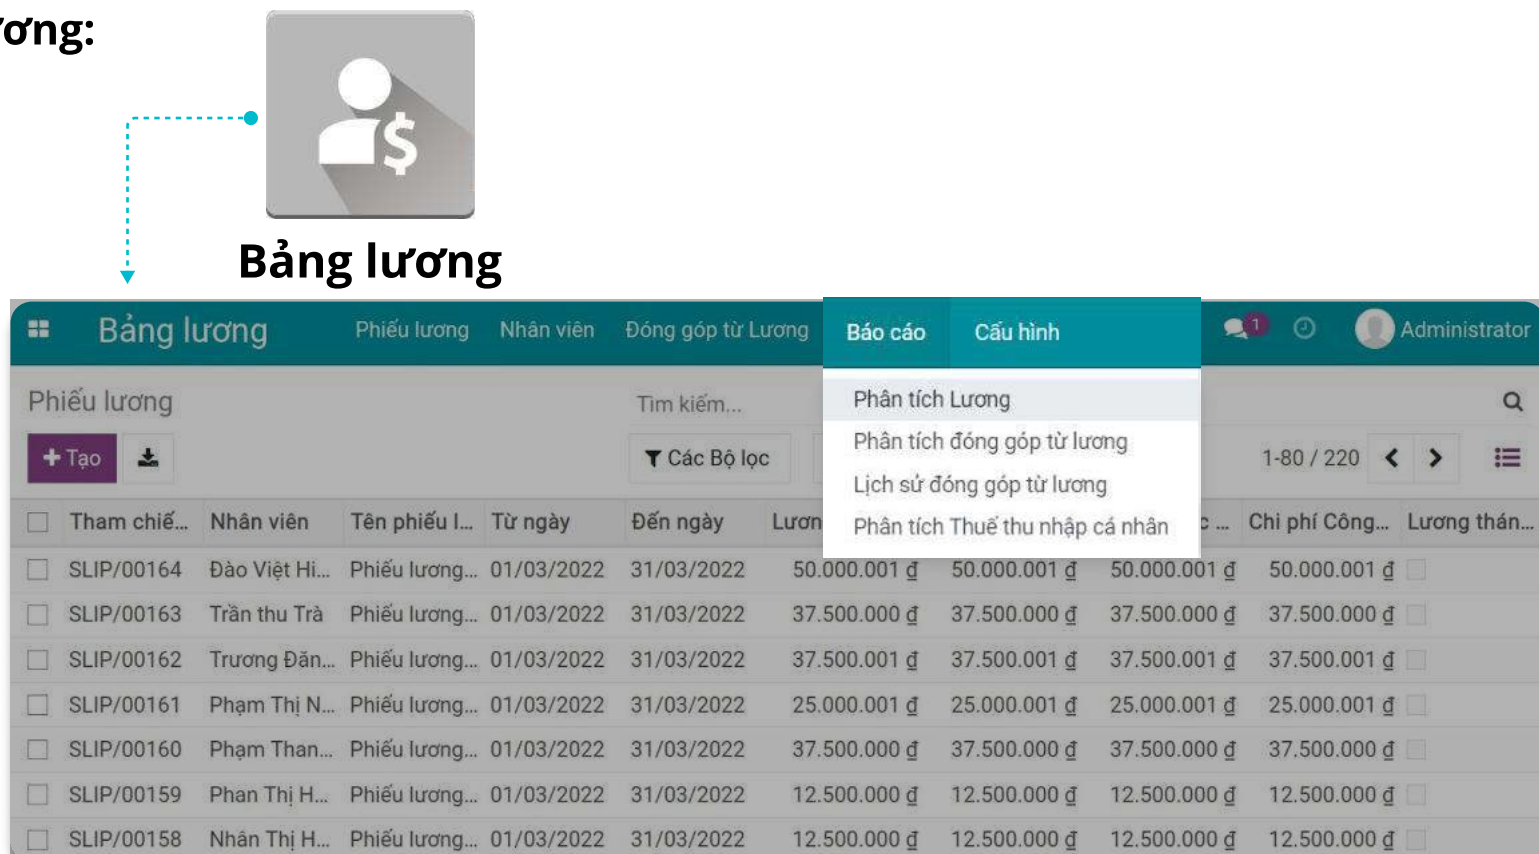 ương:
$
Bảng lương
Bảng lương Phiếu lương Nhân viên Đóng góp từ Lương Báo cáo Cấu hình 1 Administrator
Phiếu lương Tìm kiếm... Phân tích Lương
+ Tạo Các Bộ lọc Phân tích đóng góp từ lương 1-80 / 220
Lịch sử đóng góp từ lương
Phân tích Thuế thu nhập cá nhân
Tham chiế... Nhân viên Tên phiếu l... Từ ngày Đến ngày Lươn Chi phí Công... Lương thán...
SLIP/00164 Đào Việt Hi... Phiếu lương... 01/03/2022 31/03/2022 50.000.001 ₫ 50.000.001 ₫ 50.000.001 ₫ 50.000.001 ₫
SLIP/00163 Trần thu Trà Phiếu lương... 01/03/2022 31/03/2022 37.500.000 ₫ 37.500.000 ₫ 37.500.000 ₫ 37.500.000 ₫
SLIP/00162 Trương Đăn... Phiếu lương... 01/03/2022 31/03/2022 37.500.001 ₫ 37.500.001 ₫ 37.500.001 ₫ 37.500.001 ₫
SLIP/00161 Phạm Thị N... Phiếu lương... 01/03/2022 31/03/2022 25.000.001 ₫ 25.000.001 ₫ 25.000.001 ₫ 25.000.001 ₫
SLIP/00160 Phạm Than... Phiếu lương... 01/03/2022 31/03/2022 37.500.000 ₫ 37.500.000 ₫ 37.500.000 ₫ 37.500.000 ₫
SLIP/00159 Phan Thị H... Phiếu lương... 01/03/2022 31/03/2022 12.500.000 ₫ 12.500.000 ₫ 12.500.000 ₫ 12.500.000 ₫
SLIP/00158 Nhân Thị H... Phiếu lương... 01/03/2022 31/03/2022 12.500.000 ₫ 12.500.000 ₫ 12.500.000 ₫ 12.500.000 ₫